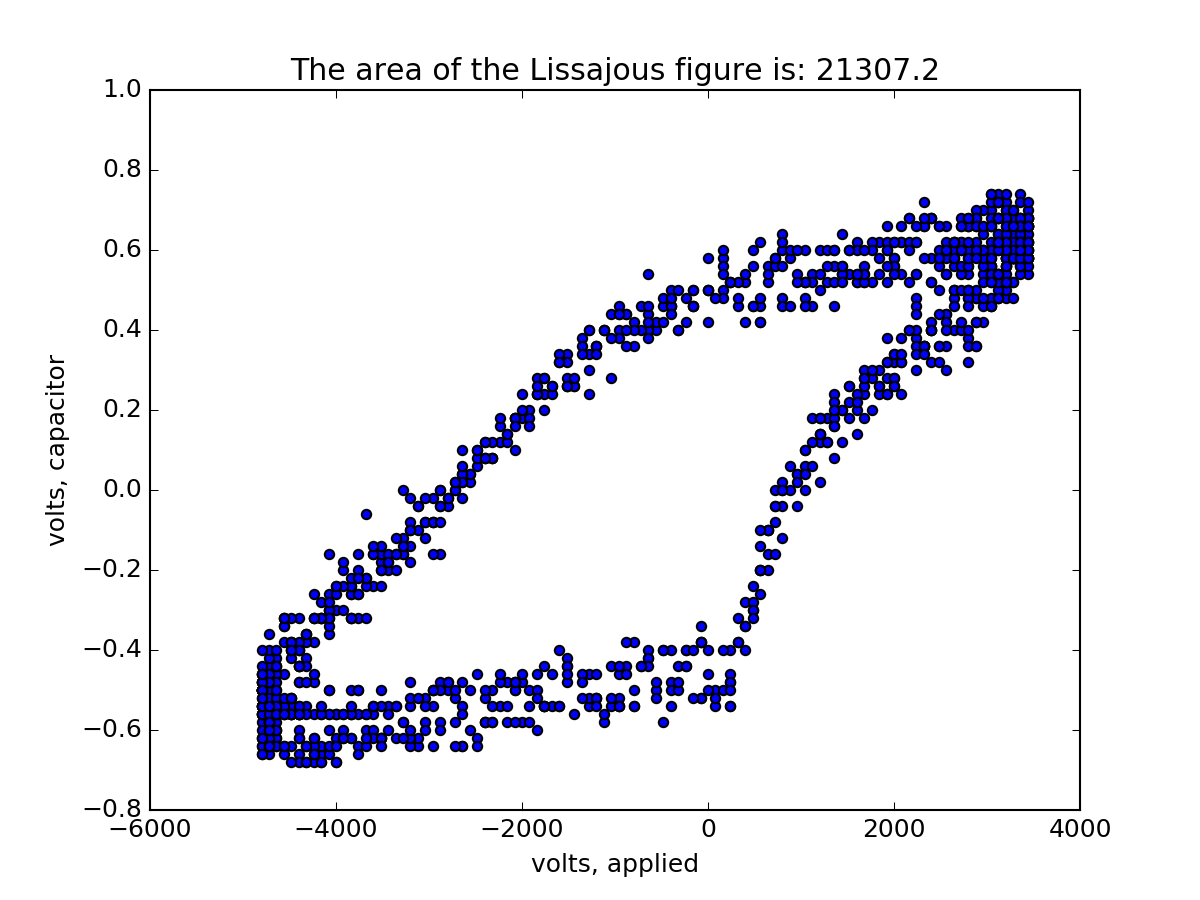 The area of the Lissajous figure is: 21307.2
1.0
0.8
0.6
0.4
0.2
0.0
−0.2
−0.4
−0.6
−0.8
volts, capacitor
−6000 −4000 −2000 0 2000 4000
volts, applied